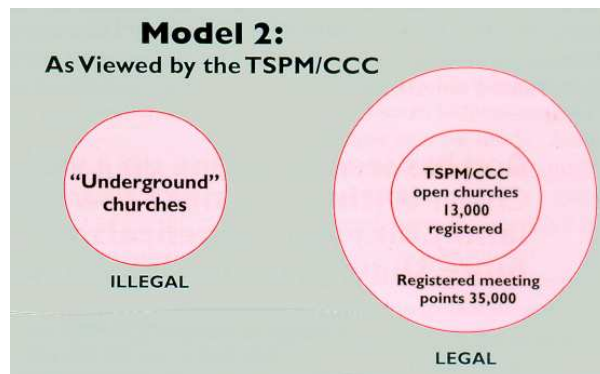 Model 2:
As Viewed by the TSPM/CCC
“Underground”
churches
ILLEGAL
TSPM/CCC
open churches
13,000
registered
Registered meeting
points 35,000
LEGAL